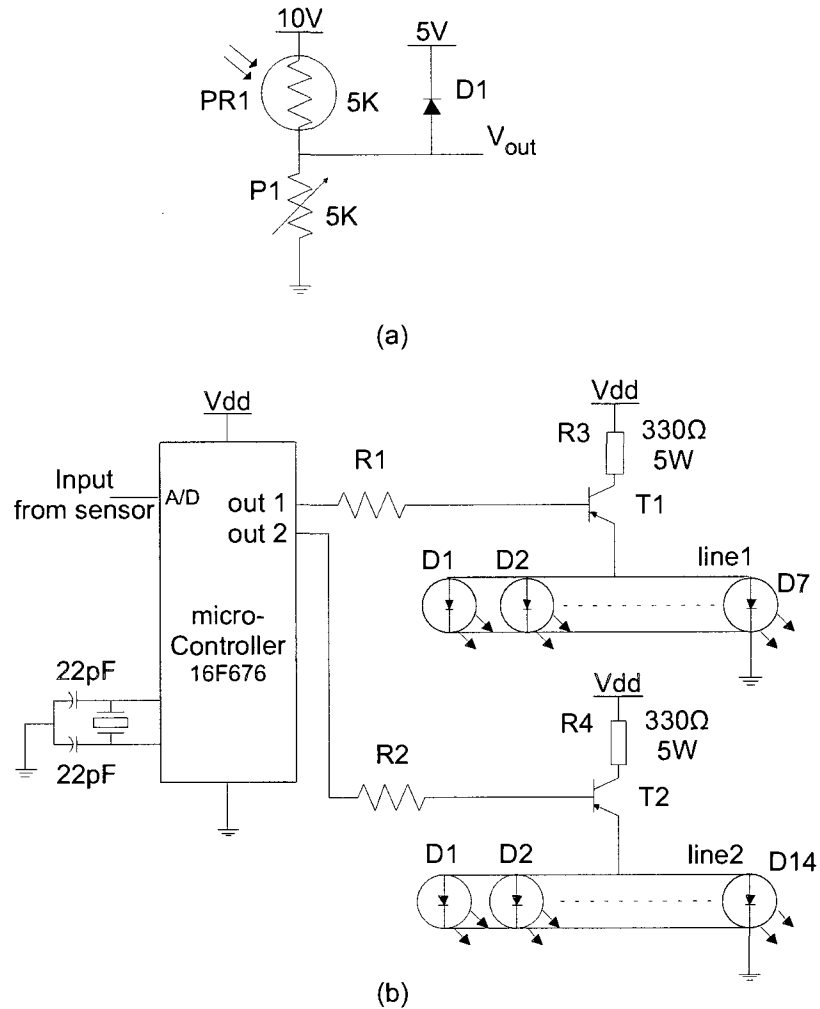 10V
5V
PR1
5K
D1
Vout
P1
5K
(a)
Vdd
Vdd
R3
330Ω
5W
Input
from sensor
A/D
out 1
R1
T1
out 2
D1
D2
line1
D7
micro-
Controller
16F676
22pF
22pF
Vdd
R4
330Ω
5W
R2
T2
D1
D2
line2
D14
(b)